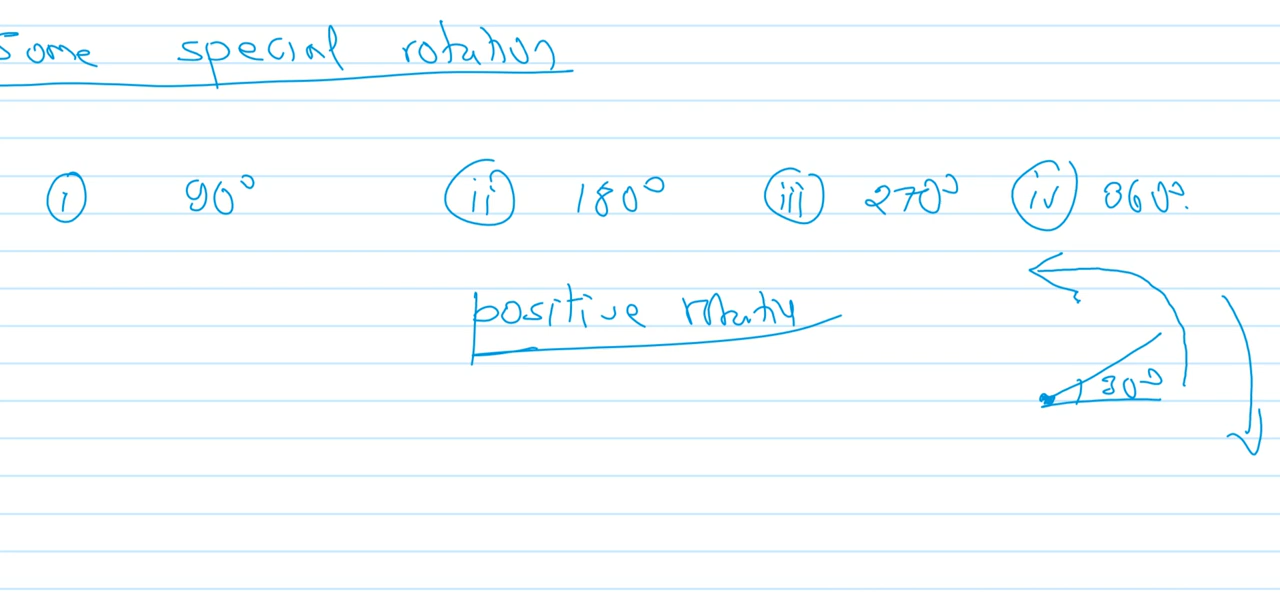 Some special rotation
(i) 90° (ii) 180° (iii) 270° (iv) 360°.
positive rotation
30°